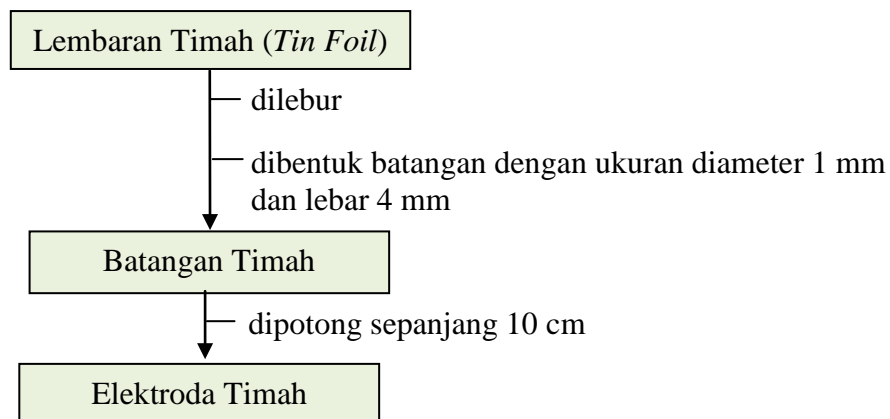 Lembaran Timah (Tin Foil)
dilebur
dibentuk batangan dengan ukuran diameter 1 mm
dan lebar 4 mm
Batangan Timah
dipotong sepanjang 10 cm
Elektroda Timah